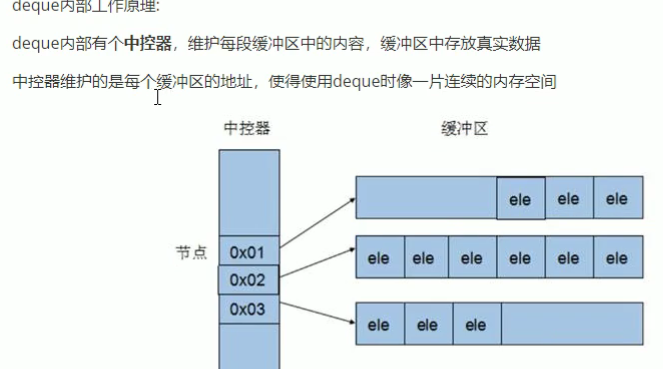 deque内部工作原理:
deque内部有个中控器，维护每段缓冲区中的内容，缓冲区中存放真实数据
中控器维护的是每个缓冲区的地址，使得使用deque时像一片连续的内存空间
中控器
缓冲区
ele ele ele
节点
0x01
ele ele ele ele ele ele
0x02
0x03
ele ele ele